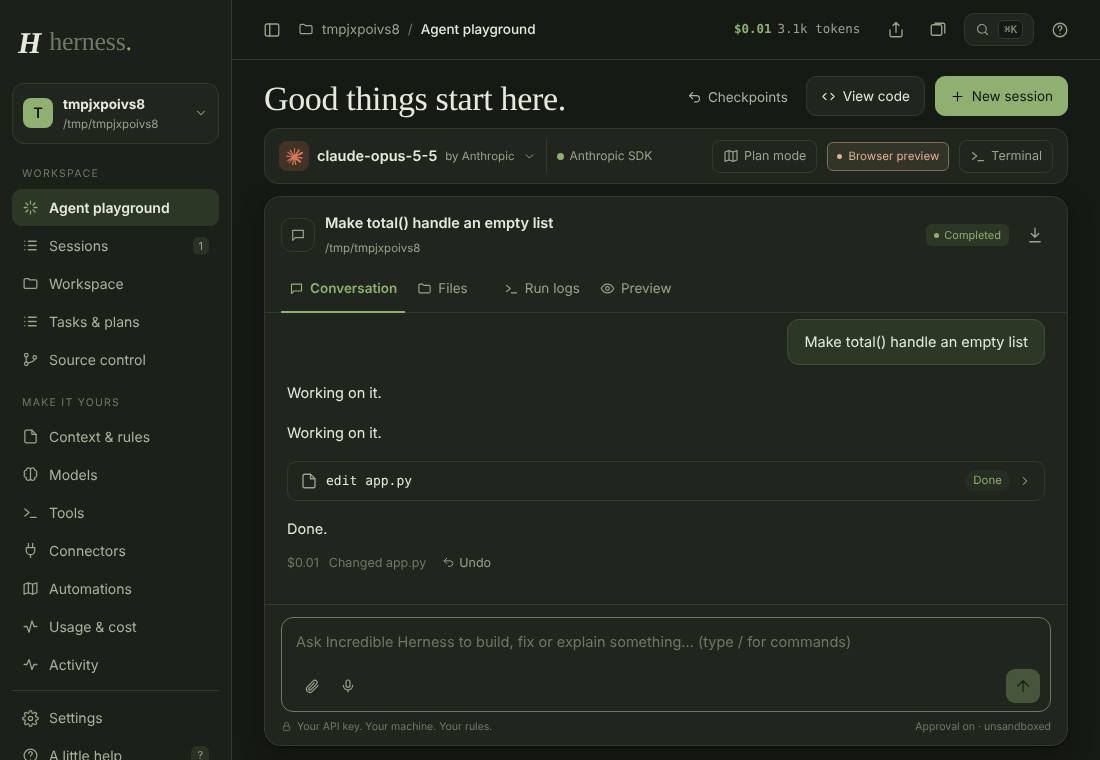 H herness.
tmpjxpoivs8 / Agent playground
$0.01 3.1k tokens
⌘K
T
tmpjxpoivs8
/tmp/tmpjxpoivs8
WORKSPACE
Agent playground
Sessions 1
Workspace
Tasks & plans
Source control
MAKE IT YOURS
Context & rules
Models
Tools
Connectors
Automations
Usage & cost
Activity
Settings
A little help ?
Good things start here.
Checkpoints
View code
New session
claude-opus-5-5 by Anthropic
Anthropic SDK
Plan mode
Browser preview
Terminal
Make total() handle an empty list
/tmp/tmpjxpoivs8
Completed
Conversation
Files
Run logs
Preview
Make total() handle an empty list
Working on it.
Working on it.
edit app.py Done
Done.
$0.01 Changed app.py Undo
Ask Incredible Herness to build, fix or explain something... (type / for commands)
Your API key. Your machine. Your rules.
Approval on · unsandboxed